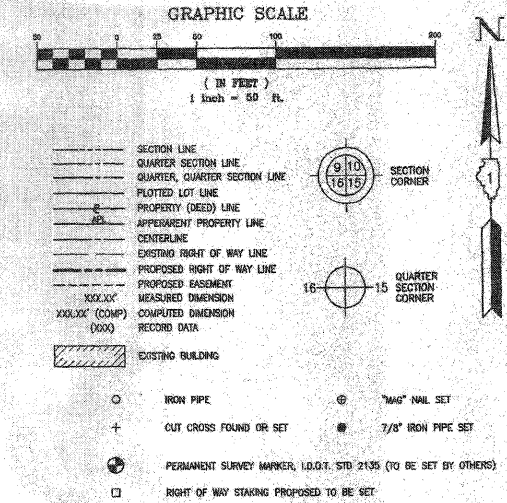 GRAPHIC SCALE
50 0 25 50 100 200
( IN FEET )
1 inch = 50 ft.
N
1
SECTION LINE
QUARTER SECTION LINE
QUARTER, QUARTER SECTION LINE
PLOTTED LOT LINE
PROPERTY (DEED) LINE
APL APPERARENT PROPERTY LINE
CENTERLINE
EXISTING RIGHT OF WAY LINE
PROPOSED RIGHT OF WAY LINE
PROPOSED EASEMENT
XXX.XX' MEASURED DIMENSION
XXX.XX' (COMP) COMPUTED DIMENSION
(XXX) RECORD DATA
EXISTING BUILDING
9 10
16 15
SECTION
CORNER
16 15
QUARTER
SECTION
CORNER
IRON PIPE
"MAG" NAIL SET
CUT CROSS FOUND OR SET
7/8" IRON PIPE SET
PERMANENT SURVEY MARKER, I.D.O.T. STD 2135 (TO BE SET BY OTHERS)
RIGHT OF WAY STAKING PROPOSED TO BE SET